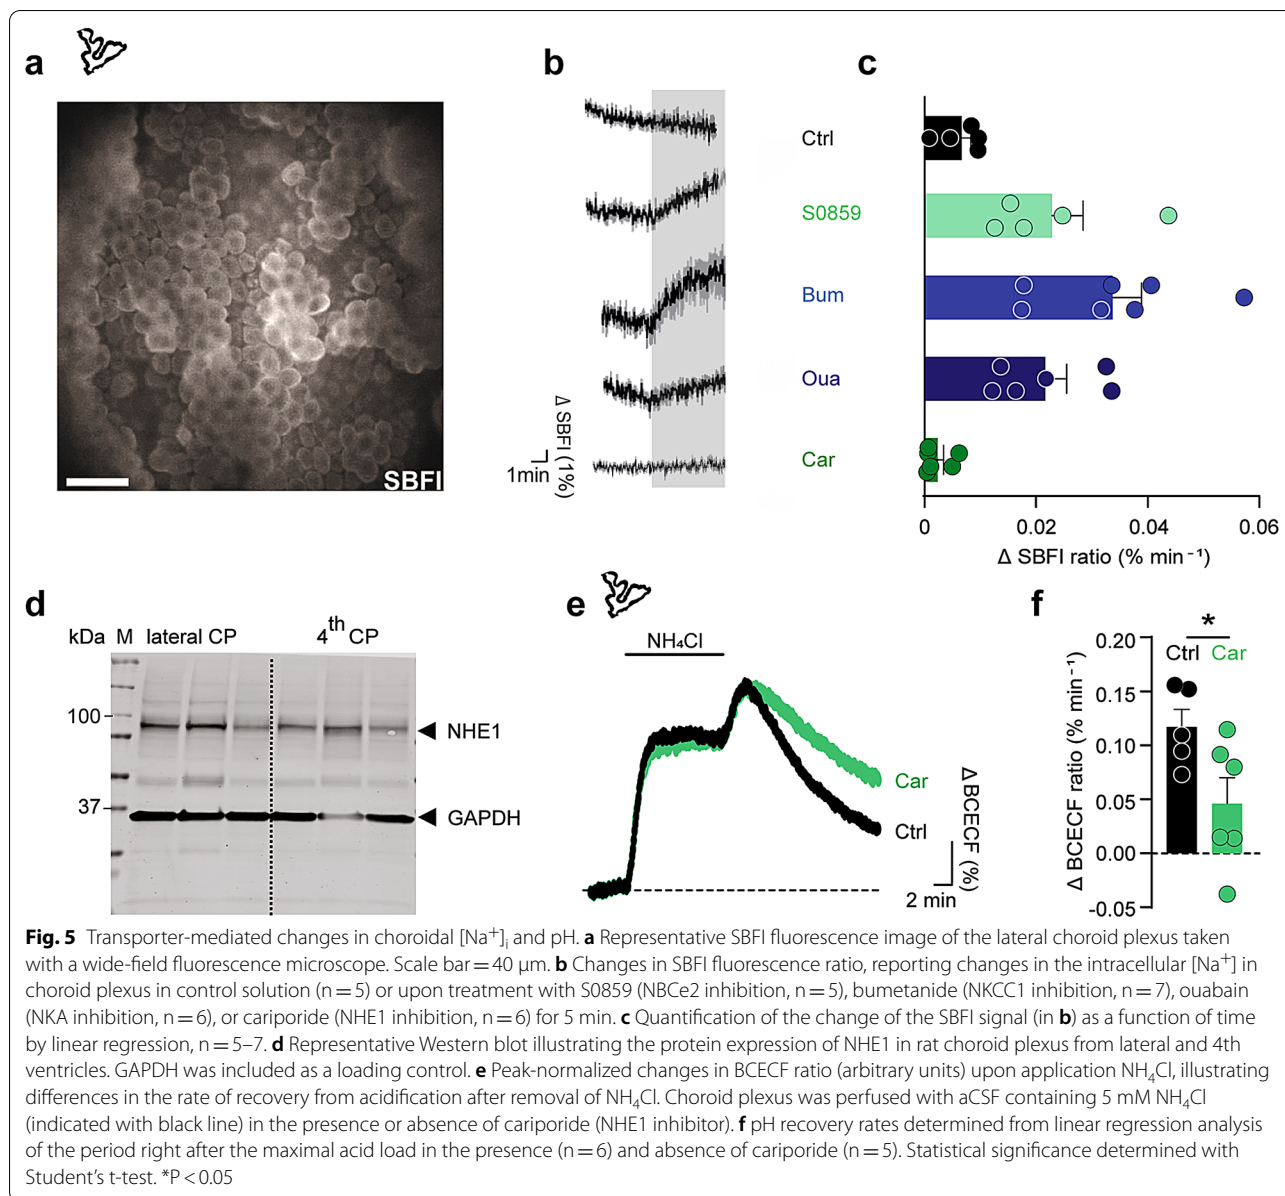 a
b
c
SBFI
Δ SBFI (1%)
1min
Ctrl
S0859
Bum
Oua
Car
0
0.02
0.04
0.06
Δ SBFI ratio (% min⁻¹)
d
kDa M lateral CP 4th CP
100
37
NHE1
GAPDH
e
NH₄Cl
Car
Ctrl
Δ BCECF (%)
2 min
f
*
Ctrl Car
0.20
0.15
0.10
0.05
0.00
-0.05
Δ BCECF ratio (% min⁻¹)
Fig. 5 Transporter-mediated changes in choroidal [Na⁺]ᵢ and pH. a Representative SBFI fluorescence image of the lateral choroid plexus taken
with a wide-field fluorescence microscope. Scale bar = 40 µm. b Changes in SBFI fluorescence ratio, reporting changes in the intracellular [Na⁺] in
choroid plexus in control solution (n = 5) or upon treatment with S0859 (NBCe2 inhibition, n = 5), bumetanide (NKCC1 inhibition, n = 7), ouabain
(NKA inhibition, n = 6), or cariporide (NHE1 inhibition, n = 6) for 5 min. c Quantification of the change of the SBFI signal (in b) as a function of time
by linear regression, n = 5–7. d Representative Western blot illustrating the protein expression of NHE1 in rat choroid plexus from lateral and 4th
ventricles. GAPDH was included as a loading control. e Peak-normalized changes in BCECF ratio (arbitrary units) upon application NH₄Cl, illustrating
differences in the rate of recovery from acidification after removal of NH₄Cl. Choroid plexus was perfused with aCSF containing 5 mM NH₄Cl
(indicated with black line) in the presence or absence of cariporide (NHE1 inhibitor). f pH recovery rates determined from linear regression analysis
of the period right after the maximal acid load in the presence (n = 6) and absence of cariporide (n = 5). Statistical significance determined with
Student's t-test. *P < 0.05